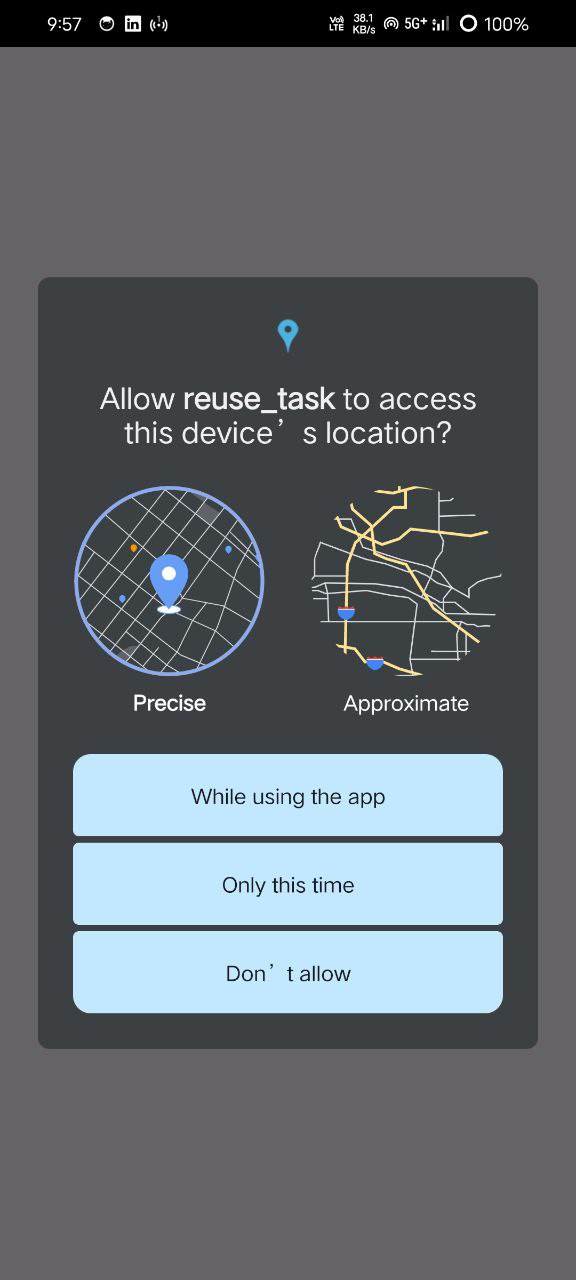 9:57 in Vo) LTE 38.1 KB/s 5G+ 100%
Allow reuse_task to access
this device’s location?
Precise Approximate
While using the app
Only this time
Don’t allow